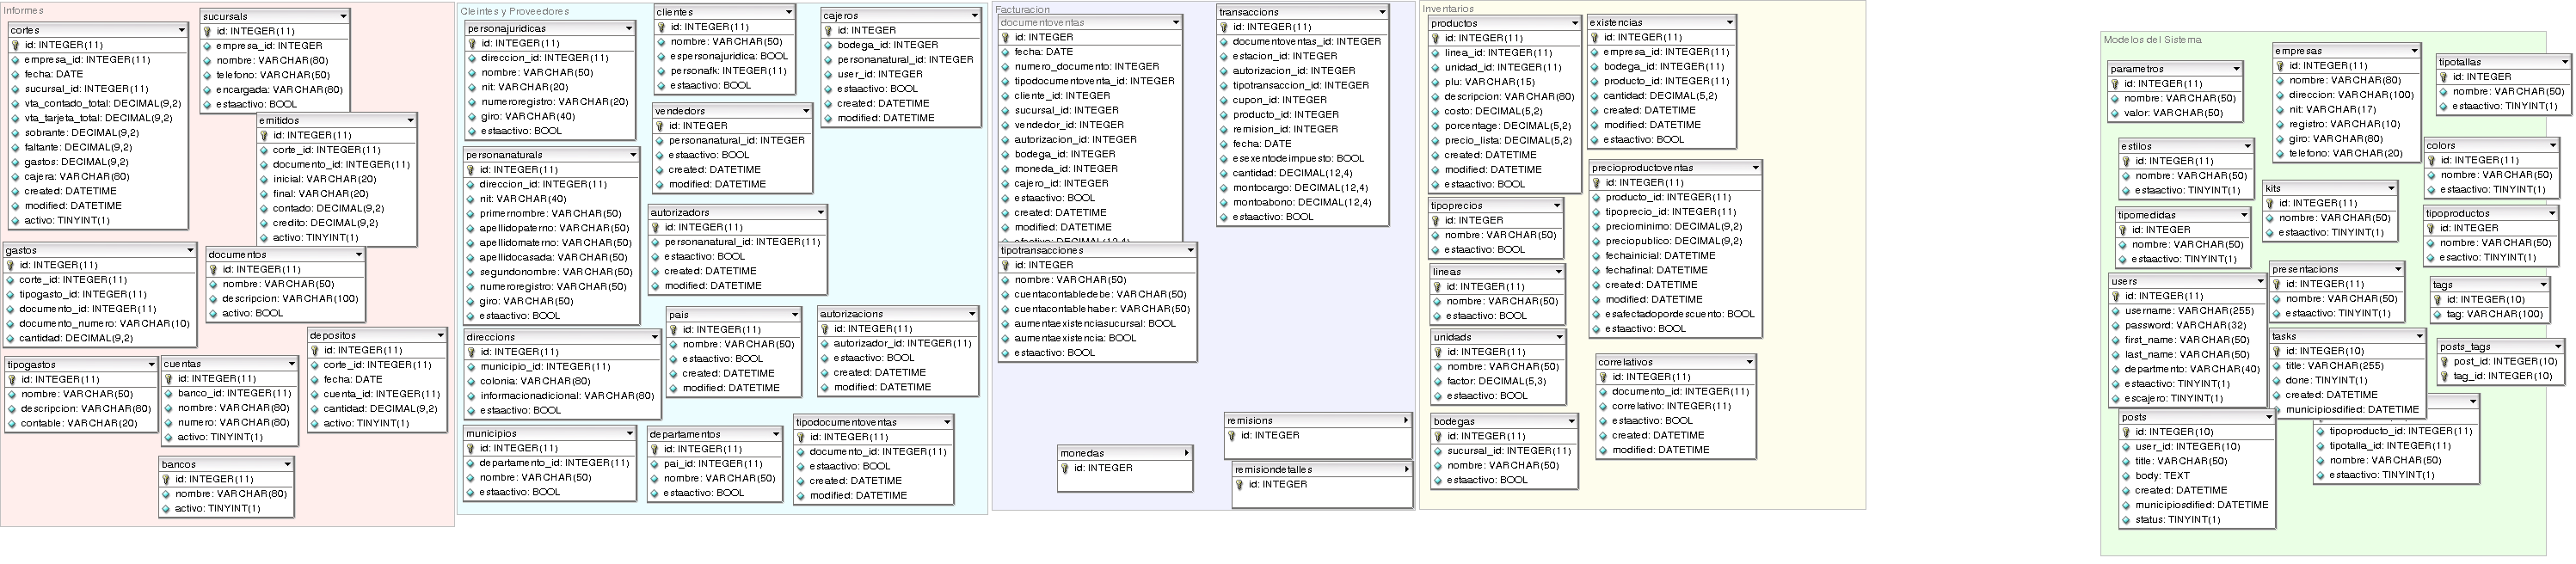 Informes
cortes
id: INTEGER(11)
empresa_id: INTEGER(11)
fecha: DATE
sucursal_id: INTEGER(11)
vta_contado_total: DECIMAL(9,2)
vta_tarjeta_total: DECIMAL(9,2)
sobrante: DECIMAL(9,2)
faltante: DECIMAL(9,2)
gastos: DECIMAL(9,2)
cajera: VARCHAR(80)
created: DATETIME
modified: DATETIME
activo: TINYINT(1)
sucursals
id: INTEGER(11)
empresa_id: INTEGER
nombre: VARCHAR(80)
telefono: VARCHAR(50)
encargada: VARCHAR(80)
estaactivo: BOOL
emitidos
id: INTEGER(11)
corte_id: INTEGER(11)
documento_id: INTEGER(11)
inicial: VARCHAR(20)
final: VARCHAR(20)
contado: DECIMAL(9,2)
credito: DECIMAL(9,2)
activo: TINYINT(1)
gastos
id: INTEGER(11)
corte_id: INTEGER(11)
tipogasto_id: INTEGER(11)
documento_id: INTEGER(11)
documento_numero: VARCHAR(10)
cantidad: DECIMAL(9,2)
documentos
id: INTEGER(11)
nombre: VARCHAR(50)
descripcion: VARCHAR(100)
activo: BOOL
depositos
id: INTEGER(11)
corte_id: INTEGER(11)
fecha: DATE
cuenta_id: INTEGER(11)
cantidad: DECIMAL(9,2)
activo: TINYINT(1)
tipogastos
id: INTEGER(11)
nombre: VARCHAR(50)
descripcion: VARCHAR(80)
contable: VARCHAR(20)
cuentas
id: INTEGER(11)
banco_id: INTEGER(11)
nombre: VARCHAR(80)
numero: VARCHAR(80)
activo: TINYINT(1)
bancos
id: INTEGER(11)
nombre: VARCHAR(80)
activo: TINYINT(1)
Cleintes y Proveedores
personajuridicas
id: INTEGER(11)
direccion_id: INTEGER(11)
nombre: VARCHAR(50)
nit: VARCHAR(20)
numeroregistro: VARCHAR(20)
giro: VARCHAR(40)
estaactivo: BOOL
clientes
id: INTEGER(11)
nombre: VARCHAR(50)
espersonajuridica: BOOL
personafk: INTEGER(11)
estaactivo: BOOL
cajeros
id: INTEGER
bodega_id: INTEGER
personanatural_id: INTEGER
user_id: INTEGER
estaactivo: BOOL
created: DATETIME
modified: DATETIME
vendedors
id: INTEGER
personanatural_id: INTEGER
estaactivo: BOOL
created: DATETIME
modified: DATETIME
personanaturals
id: INTEGER(11)
direccion_id: INTEGER(11)
nit: VARCHAR(40)
primernombre: VARCHAR(50)
apellidopaterno: VARCHAR(50)
apellidomaterno: VARCHAR(50)
apellidocasada: VARCHAR(50)
segundonombre: VARCHAR(50)
numeroregistro: VARCHAR(50)
giro: VARCHAR(50)
estaactivo: BOOL
autorizadors
id: INTEGER(11)
personanatural_id: INTEGER(11)
estaactivo: BOOL
created: DATETIME
modified: DATETIME
pais
id: INTEGER(11)
nombre: VARCHAR(50)
estaactivo: BOOL
created: DATETIME
modified: DATETIME
autorizacions
id: INTEGER(11)
autorizador_id: INTEGER(11)
estaactivo: BOOL
created: DATETIME
modified: DATETIME
direccions
id: INTEGER(11)
municipio_id: INTEGER(11)
colonia: VARCHAR(80)
informacionadicional: VARCHAR(80)
estaactivo: BOOL
municipios
id: INTEGER(11)
departamento_id: INTEGER(11)
nombre: VARCHAR(50)
estaactivo: BOOL
departamentos
id: INTEGER(11)
pai_id: INTEGER(11)
nombre: VARCHAR(50)
estaactivo: BOOL
tipodocumentoventas
id: INTEGER(11)
documento_id: INTEGER(11)
estaactivo: BOOL
created: DATETIME
modified: DATETIME
Facturacion
documentoventas
id: INTEGER
fecha: DATE
numero_documento: INTEGER
tipodocumentoventa_id: INTEGER
cliente_id: INTEGER
sucursal_id: INTEGER
vendedor_id: INTEGER
autorizacion_id: INTEGER
bodega_id: INTEGER
moneda_id: INTEGER
cajero_id: INTEGER
estaactivo: BOOL
created: DATETIME
modified: DATETIME
tipotransacciones
id: INTEGER
nombre: VARCHAR(50)
cuentacontabledebe: VARCHAR(50)
cuentacontablehaber: VARCHAR(50)
aumentaexistenciasucursal: BOOL
aumentaexistencia: BOOL
estaactivo: BOOL
transaccions
id: INTEGER(11)
documentoventas_id: INTEGER
estacion_id: INTEGER
autorizacion_id: INTEGER
tipotransaccion_id: INTEGER
cupon_id: INTEGER
producto_id: INTEGER
remision_id: INTEGER
fecha: DATE
esexentodeimpuesto: BOOL
cantidad: DECIMAL(12,4)
montocargo: DECIMAL(12,4)
montoabono: DECIMAL(12,4)
estaactivo: BOOL
monedas
id: INTEGER
remisions
id: INTEGER
remisiondetalles
id: INTEGER
Inventarios
productos
id: INTEGER(11)
linea_id: INTEGER(11)
unidad_id: INTEGER(11)
plu: VARCHAR(15)
descripcion: VARCHAR(80)
costo: DECIMAL(5,2)
porcentage: DECIMAL(5,2)
precio_lista: DECIMAL(5,2)
created: DATETIME
modified: DATETIME
estaactivo: BOOL
existencias
id: INTEGER(11)
empresa_id: INTEGER(11)
bodega_id: INTEGER(11)
producto_id: INTEGER(11)
cantidad: DECIMAL(5,2)
created: DATETIME
modified: DATETIME
estaactivo: BOOL
precioproductoventas
id: INTEGER(11)
producto_id: INTEGER(11)
tipoprecio_id: INTEGER(11)
preciominimo: DECIMAL(9,2)
preciopublico: DECIMAL(9,2)
fechainicial: DATETIME
fechafinal: DATETIME
created: DATETIME
modified: DATETIME
esafectadopordescuento: BOOL
estaactivo: BOOL
tipoprecios
id: INTEGER
nombre: VARCHAR(50)
estaactivo: BOOL
lineas
id: INTEGER(11)
nombre: VARCHAR(50)
estaactivo: BOOL
unidads
id: INTEGER(11)
nombre: VARCHAR(50)
factor: DECIMAL(5,3)
estaactivo: BOOL
correlativos
id: INTEGER(11)
documento_id: INTEGER(11)
correlativo: INTEGER(11)
estaactivo: BOOL
created: DATETIME
modified: DATETIME
bodegas
id: INTEGER(11)
sucursal_id: INTEGER(11)
nombre: VARCHAR(50)
estaactivo: BOOL
Modelos del Sistema
parametros
id: INTEGER(11)
nombre: VARCHAR(50)
valor: VARCHAR(50)
empresas
id: INTEGER(11)
nombre: VARCHAR(80)
direccion: VARCHAR(100)
nit: VARCHAR(17)
registro: VARCHAR(10)
giro: VARCHAR(80)
telefono: VARCHAR(20)
tipotallas
id: INTEGER
nombre: VARCHAR(50)
estaactivo: TINYINT(1)
estilos
id: INTEGER(11)
nombre: VARCHAR(50)
estaactivo: TINYINT(1)
colors
id: INTEGER(11)
nombre: VARCHAR(50)
estaactivo: TINYINT(1)
kits
id: INTEGER(11)
nombre: VARCHAR(50)
estaactivo: TINYINT(1)
tipomedidas
id: INTEGER
nombre: VARCHAR(50)
estaactivo: TINYINT(1)
tipoproductos
id: INTEGER
nombre: VARCHAR(50)
esactivo: TINYINT(1)
users
id: INTEGER(11)
username: VARCHAR(255)
password: VARCHAR(32)
first_name: VARCHAR(50)
last_name: VARCHAR(50)
departmento: VARCHAR(40)
estaactivo: TINYINT(1)
escajero: TINYINT(1)
presentacions
id: INTEGER(11)
nombre: VARCHAR(50)
estaactivo: TINYINT(1)
tags
id: INTEGER(10)
tag: VARCHAR(100)
tasks
id: INTEGER(10)
title: VARCHAR(255)
done: TINYINT(1)
created: DATETIME
municipiosdified: DATETIME
posts_tags
post_id: INTEGER(10)
tag_id: INTEGER(10)
posts
id: INTEGER(10)
user_id: INTEGER(10)
title: VARCHAR(50)
body: TEXT
created: DATETIME
municipiosdified: DATETIME
status: TINYINT(1)
tipoproducto_id: INTEGER(11)
tipotalla_id: INTEGER(11)
nombre: VARCHAR(50)
estaactivo: TINYINT(1)